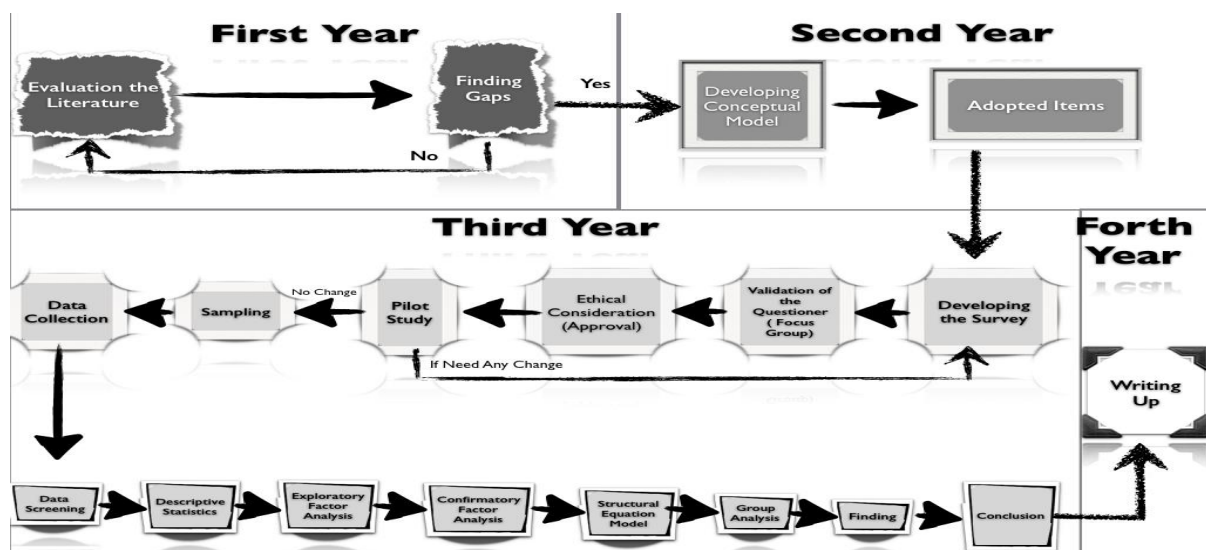 First Year
Evaluation the
Literature
Finding
Gaps
Yes
No
Second Year
Developing
Conceptual
Model
Adopted Items
Third Year
Developing
the Survey
Validation of
the
Questioner
( Focus
Group)
Ethical
Consideration
(Approval)
Pilot
Study
No Change
If Need Any Change
Sampling
Data
Collection
Data
Screening
Descriptive
Statistics
Exploratory
Factor
Analysis
Confirmatory
Factor
Analysis
Structural
Equation
Model
Group
Analysis
Finding
Conclusion
Forth
Year
Writing
Up